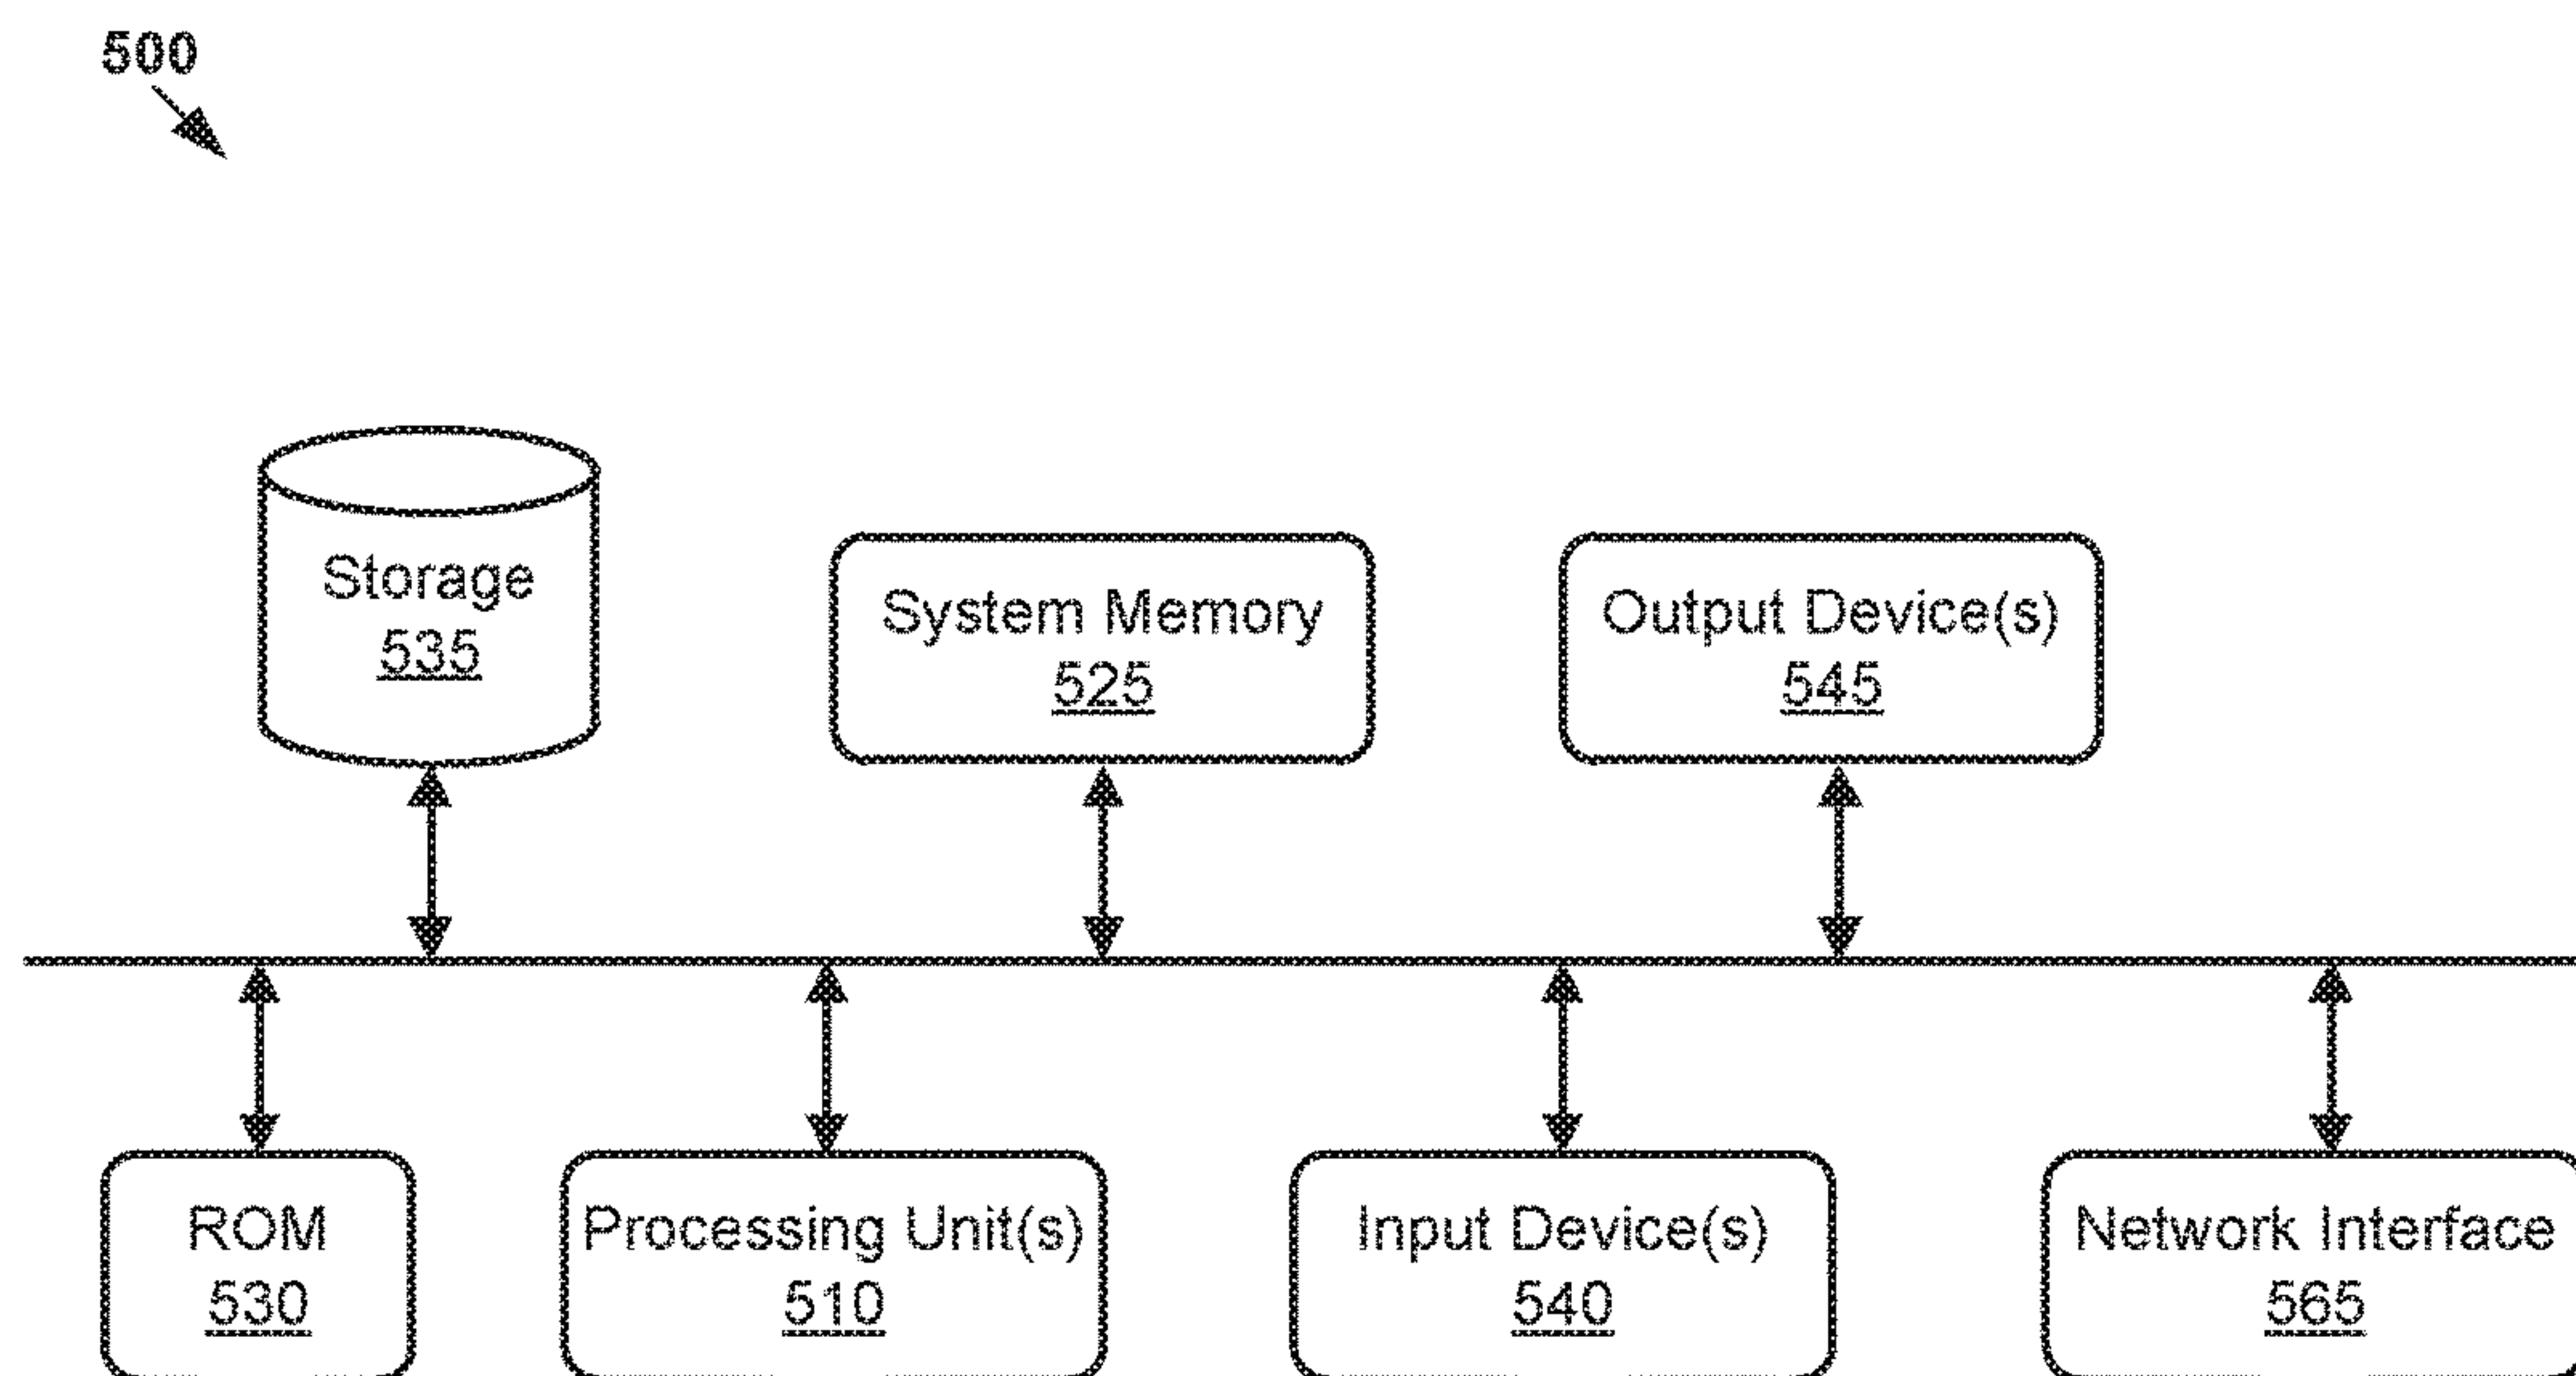 500
Storage
535
System Memory
525
Output Device(s)
545
ROM
530
Processing Unit(s)
510
Input Device(s)
540
Network Interface
565